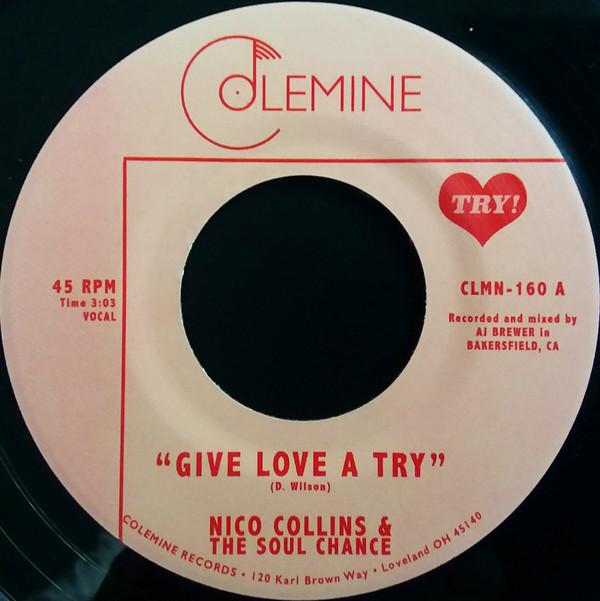 COLEMINE
TRY!
45 RPM
Time 3:03
VOCAL
CLMN-160 A
Recorded and mixed by
AJ BREWER in
BAKERSFIELD, CA
"GIVE LOVE A TRY"
(D. Wilson)
NICO COLLINS &
THE SOUL CHANCE
COLEMINE RECORDS • 120 Karl Brown Way • Loveland OH 45140